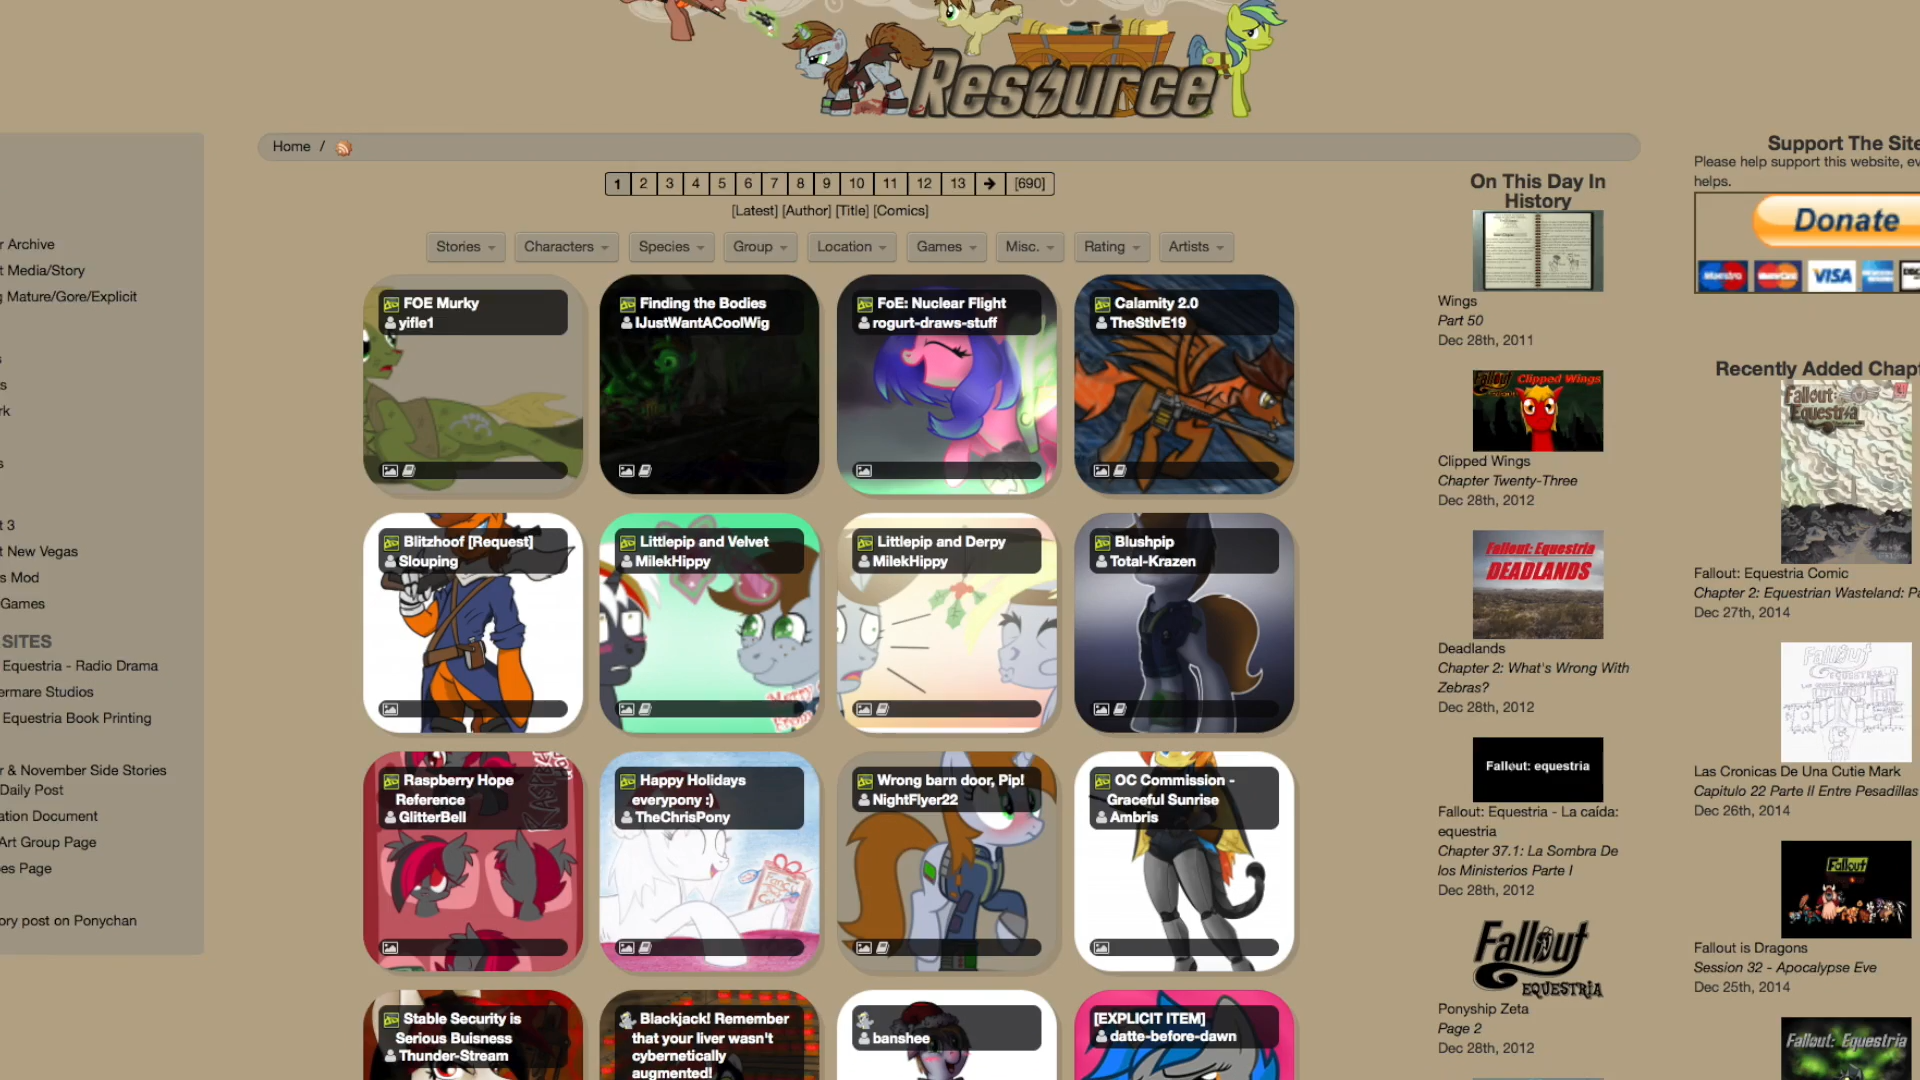 Resource
Home /
1 2 3 4 5 6 7 8 9 10 11 12 13 [690]
[Latest] [Author] [Title] [Comics]
Stories Characters Species Group Location Games Misc. Rating Artists
FOE Murky
yifle1
Finding the Bodies
IJustWantACoolWig
FoE: Nuclear Flight
rogurt-draws-stuff
Calamity 2.0
TheStlvE19
Blitzhoof [Request]
Slouping
Littlepip and Velvet
MilekHippy
Littlepip and Derpy
MilekHippy
Blushpip
Total-Krazen
Raspberry Hope
Reference
GlitterBell
Happy Holidays
everypony :)
TheChrisPony
Wrong barn door, Pip!
NightFlyer22
OC Commission -
Graceful Sunrise
Ambris
Stable Security is
Serious Buisness
Thunder-Stream
Blackjack! Remember
that your liver wasn't
cybernetically
augmented!
banshee
[EXPLICIT ITEM]
datte-before-dawn
r Archive
t Media/Story
g Mature/Gore/Explicit
s
s
rk
s
t 3
t New Vegas
s Mod
Games
SITES
Equestria - Radio Drama
ermare Studios
Equestria Book Printing
r & November Side Stories
Daily Post
ation Document
Art Group Page
es Page
ory post on Ponychan
On This Day In
History
Wings
Part 50
Dec 28th, 2011
Fallout Clipped Wings
Clipped Wings
Chapter Twenty-Three
Dec 28th, 2012
Fallout: Equestria
DEADLANDS
Deadlands
Chapter 2: What's Wrong With
Zebras?
Dec 28th, 2012
Fallout: equestria
Fallout: Equestria - La caída:
equestria
Chapter 37.1: La Sombra De
los Ministerios Parte I
Dec 28th, 2012
Fallout
EQUESTRIA
Ponyship Zeta
Page 2
Dec 28th, 2012
Support The Site
Please help support this website, ev
helps.
Donate
Maestro MasterCard VISA
Recently Added Chap
Fallout:
Equestria
Fallout: Equestria Comic
Chapter 2: Equestrian Wasteland: Pa
Dec 27th, 2014
Fallout
Las Cronicas De Una Cutie Mark
Capitulo 22 Parte II Entre Pesadillas
Dec 26th, 2014
Fallout
Fallout is Dragons
Session 32 - Apocalypse Eve
Dec 25th, 2014
Fallout: Equestria